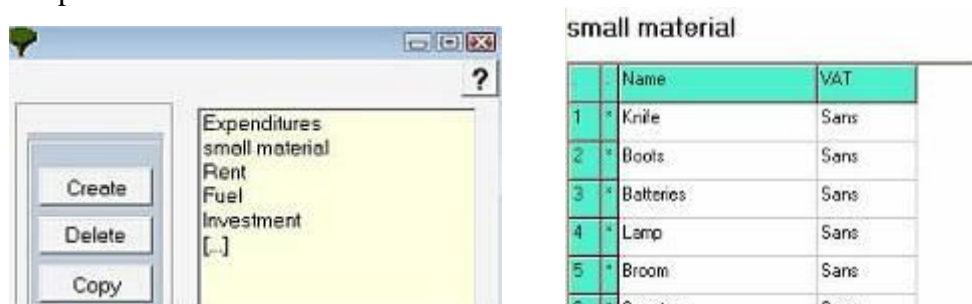 ?
Expenditures
small material
Rent
Fuel
Investment
[...]
Create
Delete
Copy
small material
Name VAT
1 * Knife Sans
2 * Boots Sans
3 * Batteries Sans
4 * Lamp Sans
5 * Broom Sans